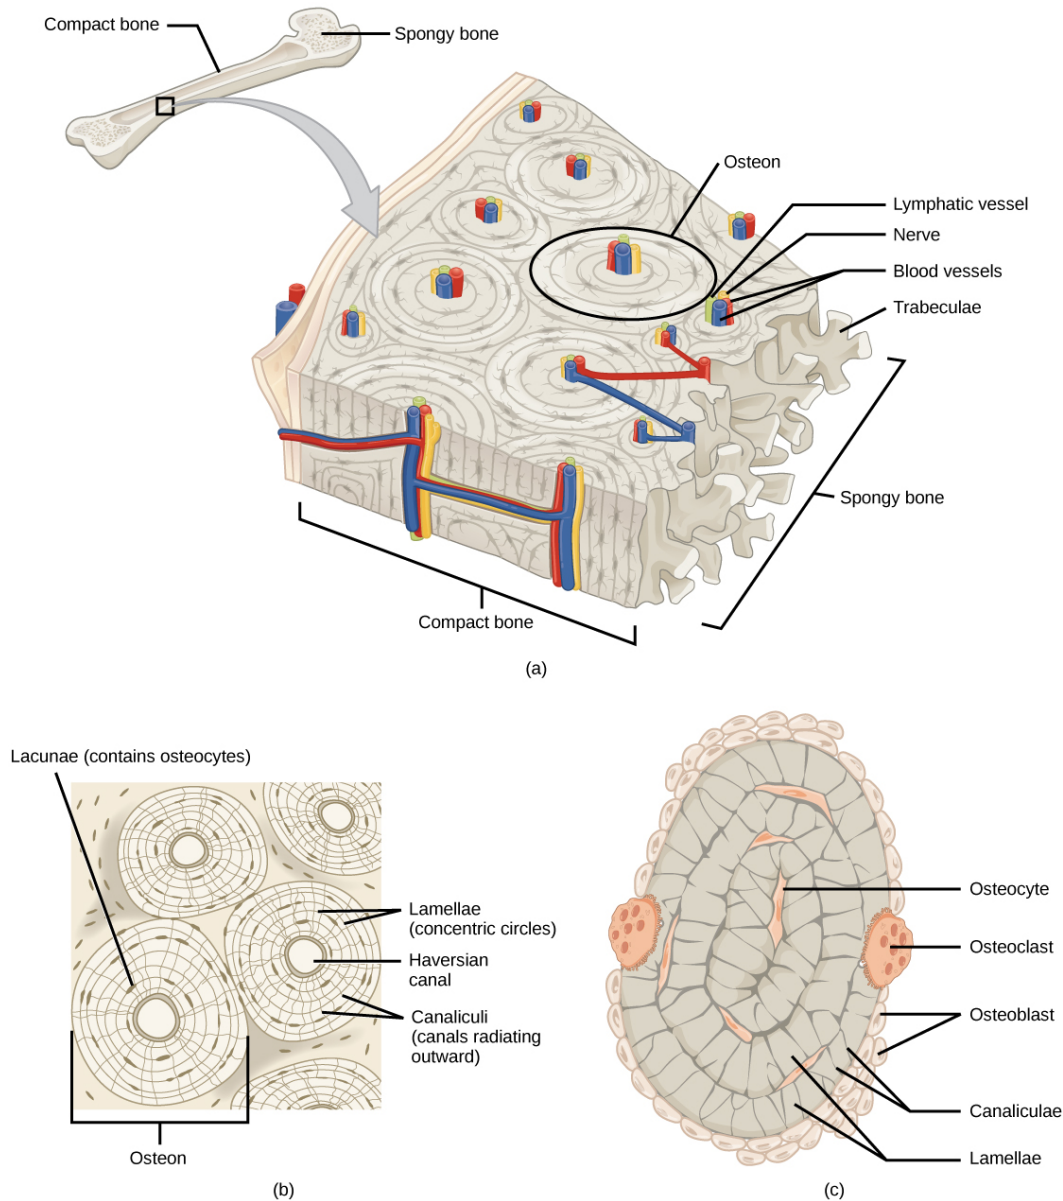 Compact bone
Spongy bone
Osteon
Lymphatic vessel
Nerve
Blood vessels
Trabeculae
Spongy bone
Compact bone
(a)
Lacunae (contains osteocytes)
Lamellae
(concentric circles)
Haversian
canal
Canaliculi
(canals radiating
outward)
Osteon
(b)
Osteocyte
Osteoclast
Osteoblast
Canaliculae
Lamellae
(c)